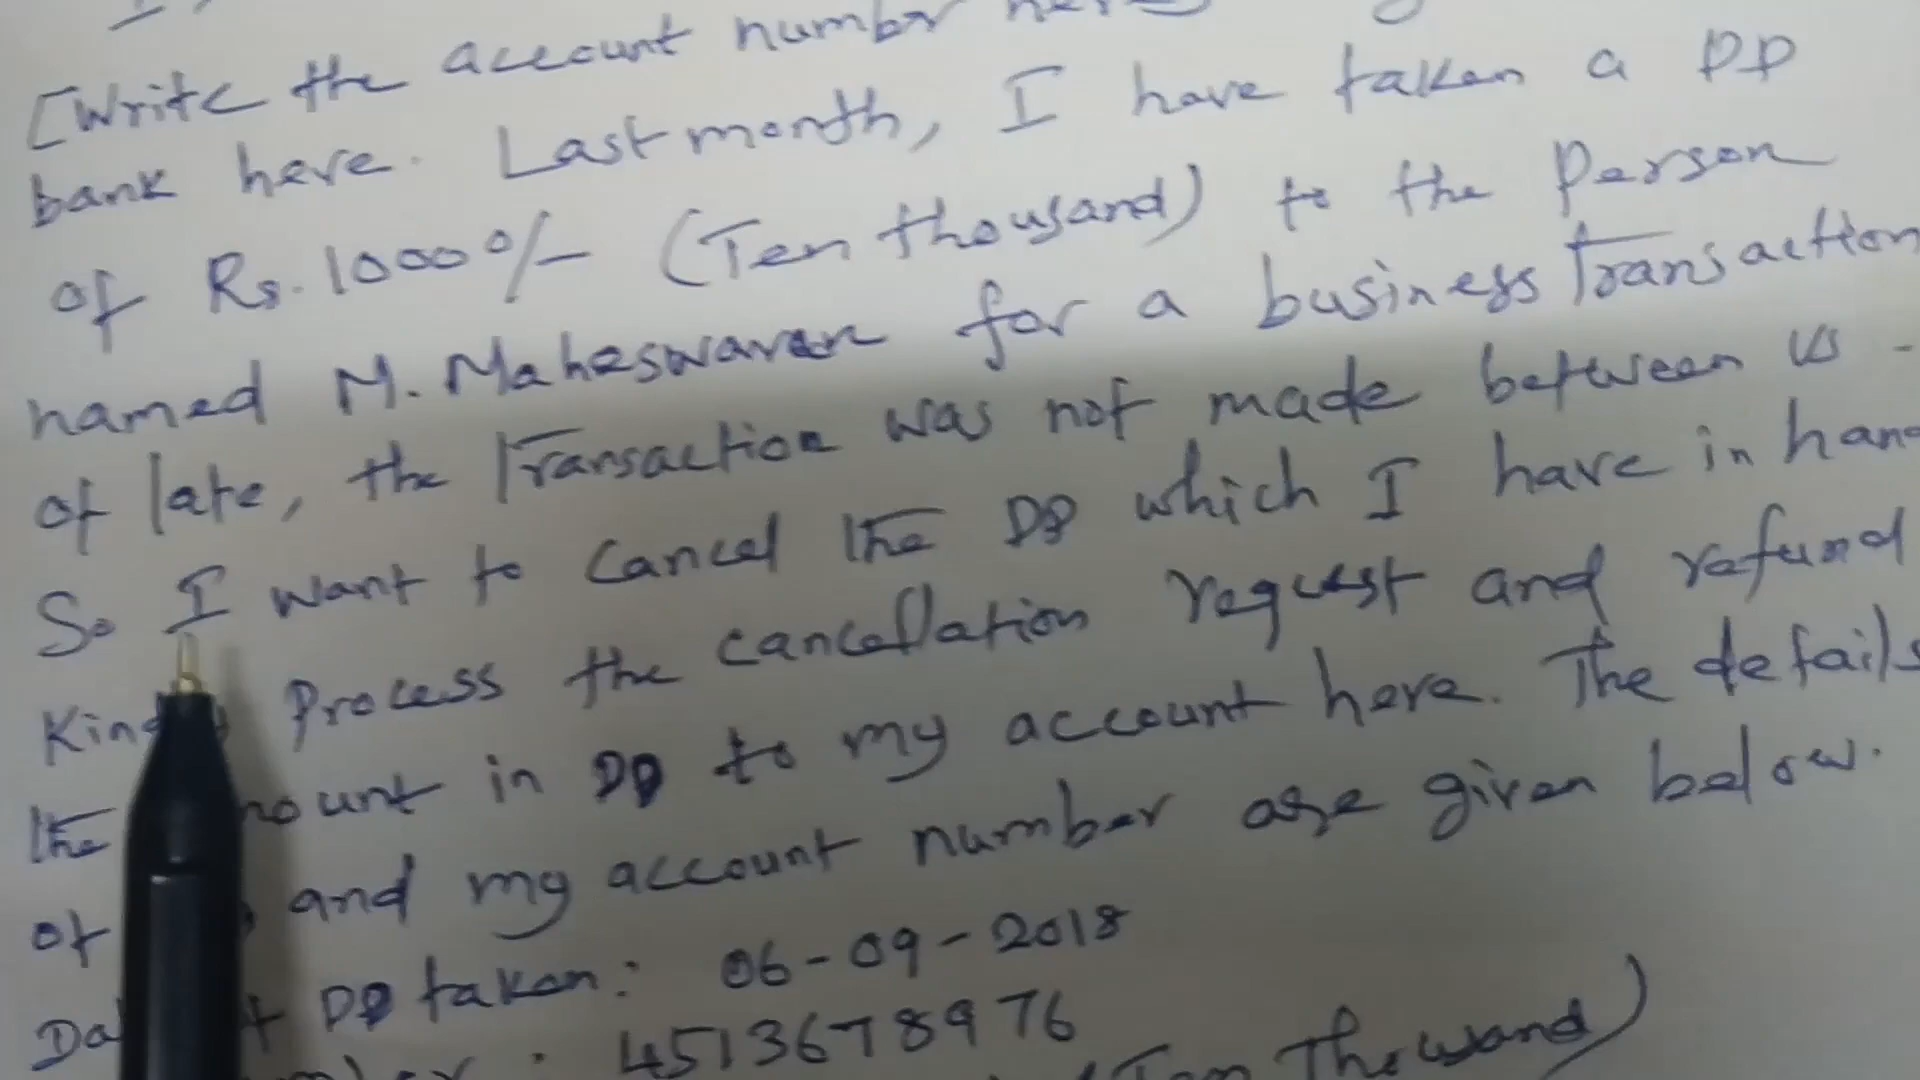 [Write the account number here
bank here. Last month, I have taken a DD
of Rs. 10000/- (Ten thousand) to the Person
named M. Maheswaran for a business transaction
of late, the transaction was not made between us -
So I want to cancel the DD which I have in hand
Process the cancellation request and refund
the in DD to my account here. The details
of and my account number are given below.
DD taken: 06-09-2018
: 4513678976
(Ten Thousand)